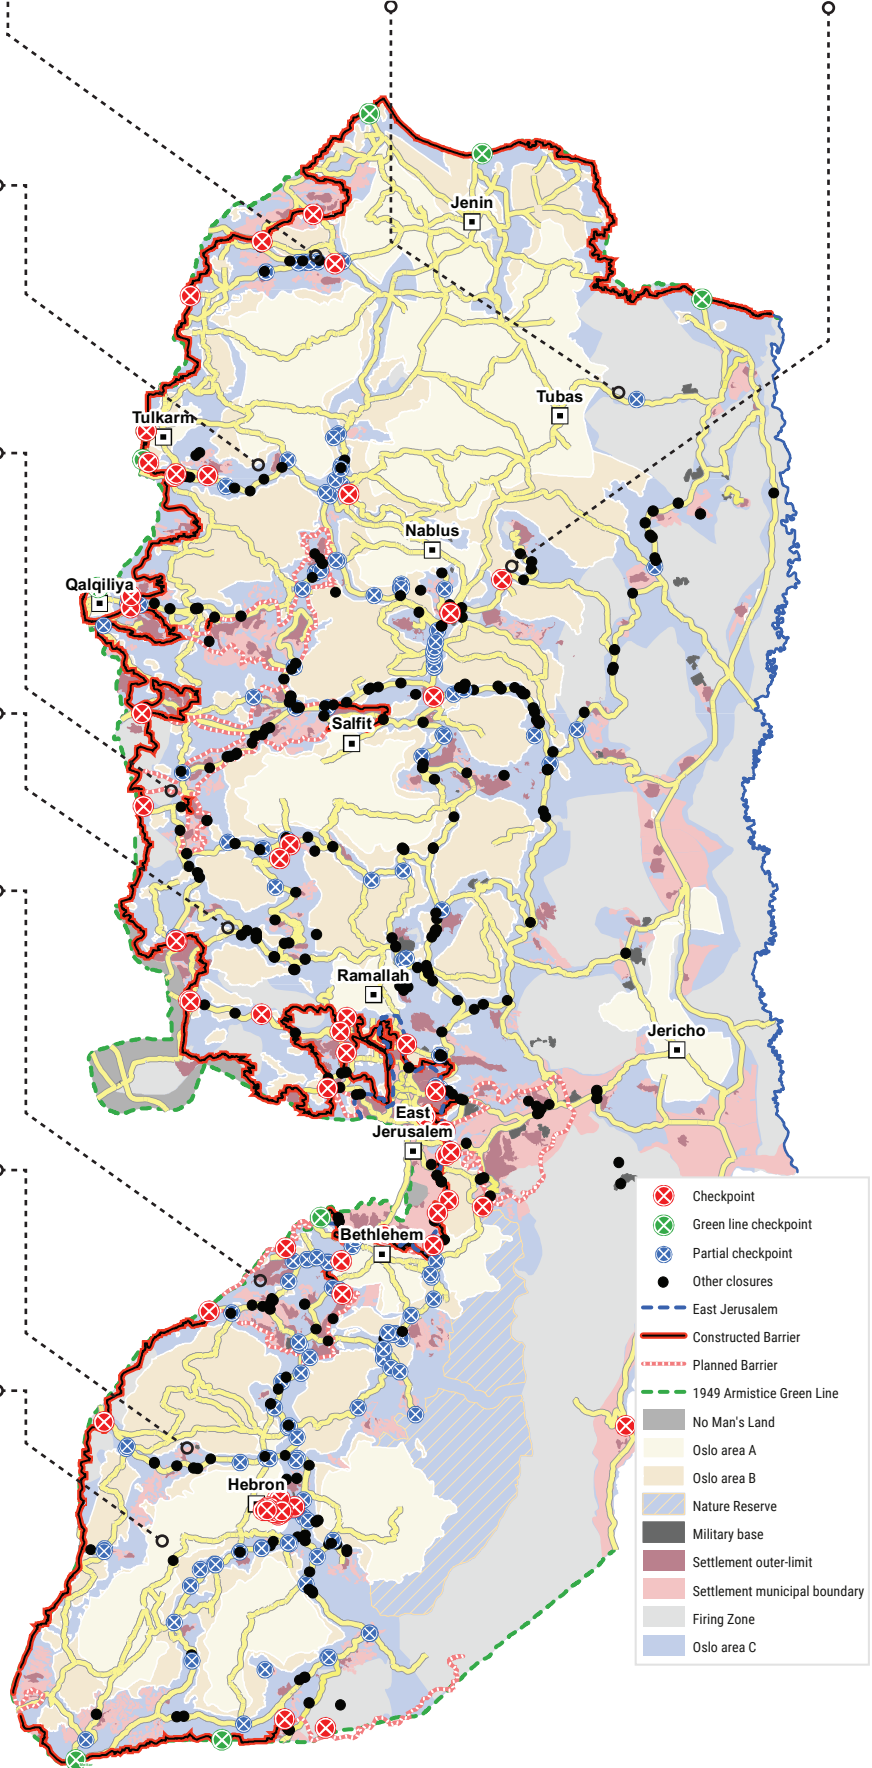 Jenin
Tubas
Tulkarm
Nablus
Qalqiliya
Salfit
Ramallah
Jericho
East
Jerusalem
Bethlehem
Hebron
Checkpoint
Green line checkpoint
Partial checkpoint
Other closures
East Jerusalem
Constructed Barrier
Planned Barrier
1949 Armistice Green Line
No Man's Land
Oslo area A
Oslo area B
Nature Reserve
Military base
Settlement outer-limit
Settlement municipal boundary
Firing Zone
Oslo area C